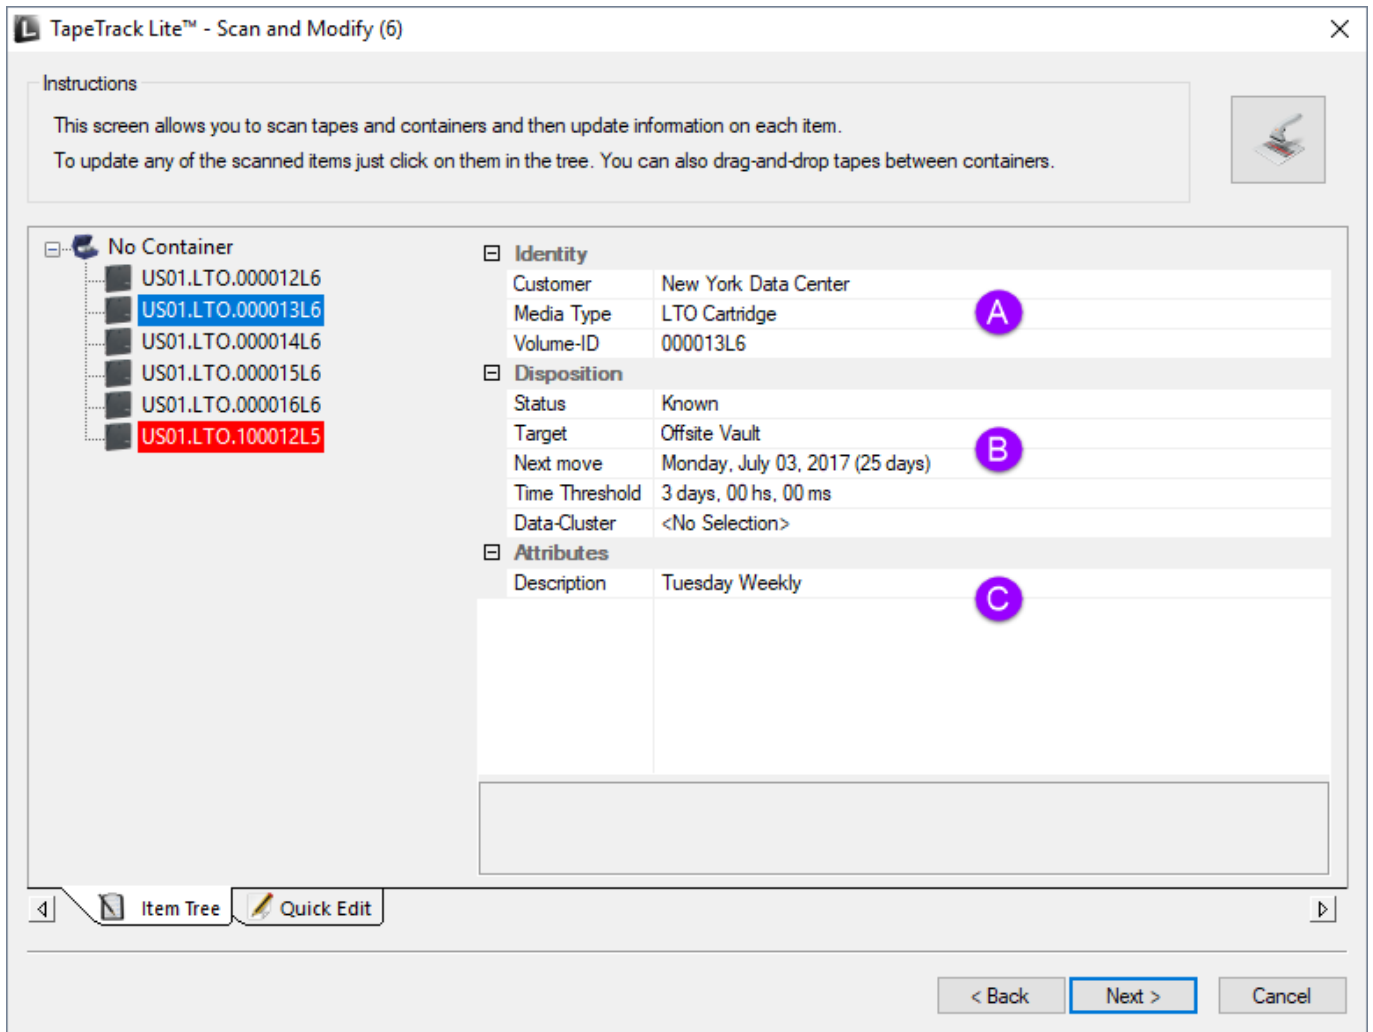 TapeTrack Lite™ - Scan and Modify (6)
Instructions
This screen allows you to scan tapes and containers and then update information on each item.
To update any of the scanned items just click on them in the tree. You can also drag-and-drop tapes between containers.
No Container
US01.LTO.000012L6
US01.LTO.000013L6
US01.LTO.000014L6
US01.LTO.000015L6
US01.LTO.000016L6
US01.LTO.100012L5
Identity
Customer New York Data Center
Media Type LTO Cartridge
A
Volume-ID 000013L6
Disposition
Status Known
Target Offsite Vault
B
Next move Monday, July 03, 2017 (25 days)
Time Threshold 3 days, 00 hs, 00 ms
Data-Cluster <No Selection>
Attributes
Description Tuesday Weekly
C
Item Tree
Quick Edit
< Back
Next >
Cancel